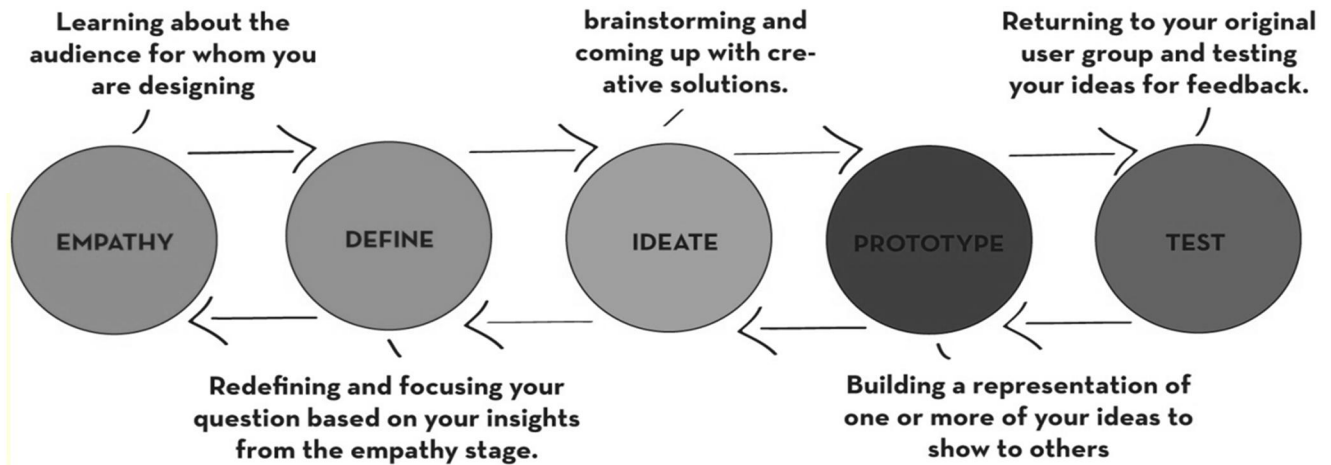 Learning about the
audience for whom you
are designing
brainstorming and
coming up with cre-
ative solutions.
Returning to your original
user group and testing
your ideas for feedback.
EMPATHY
DEFINE
IDEATE
PROTOTYPE
TEST
Redefining and focusing your
question based on your insights
from the empathy stage.
Building a representation of
one or more of your ideas to
show to others